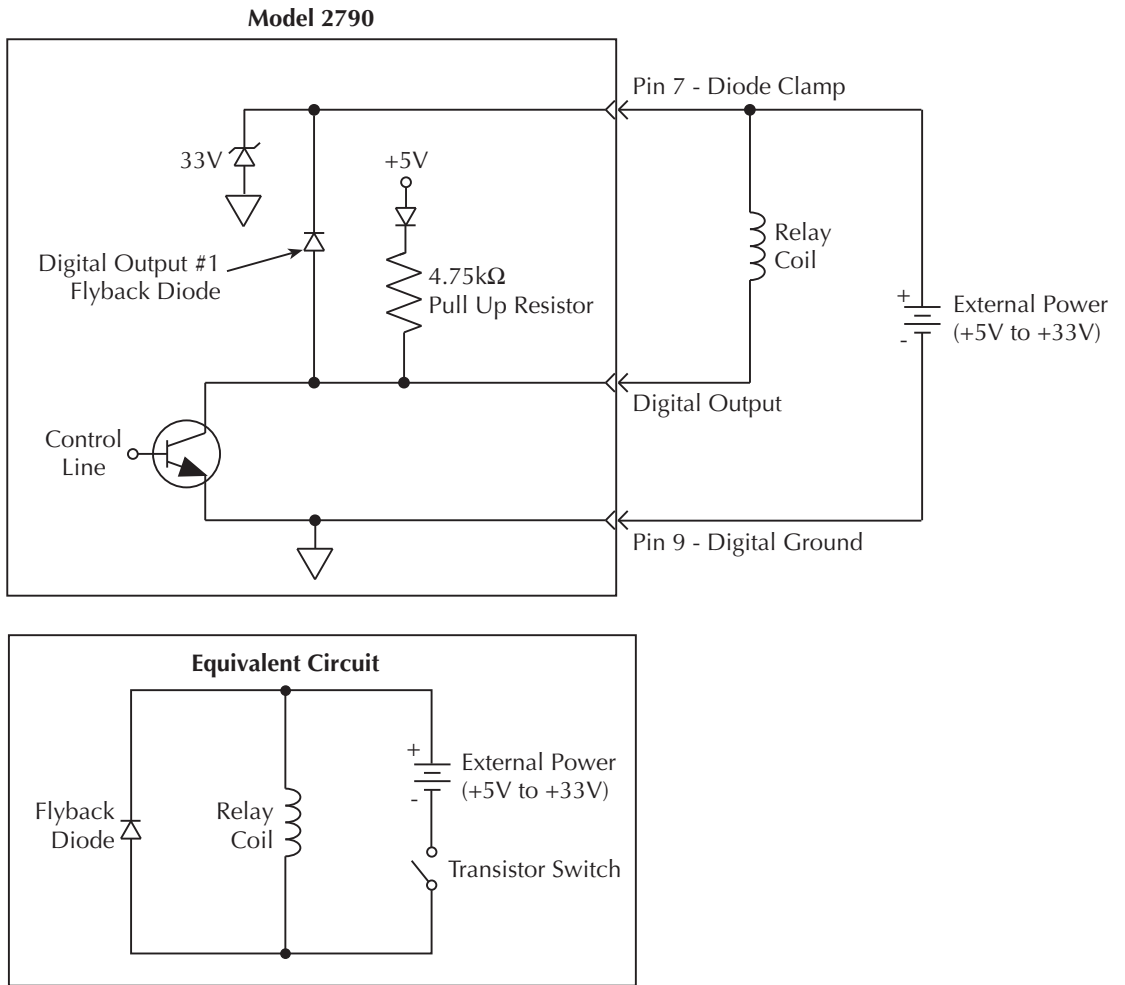 Model 2790
Pin 7 - Diode Clamp
33V
+5V
Digital Output #1
Flyback Diode
4.75kΩ
Pull Up Resistor
Relay
Coil
+
-
External Power
(+5V to +33V)
Digital Output
Control
Line
Pin 9 - Digital Ground
Equivalent Circuit
+
-
External Power
(+5V to +33V)
Flyback
Diode
Relay
Coil
Transistor Switch